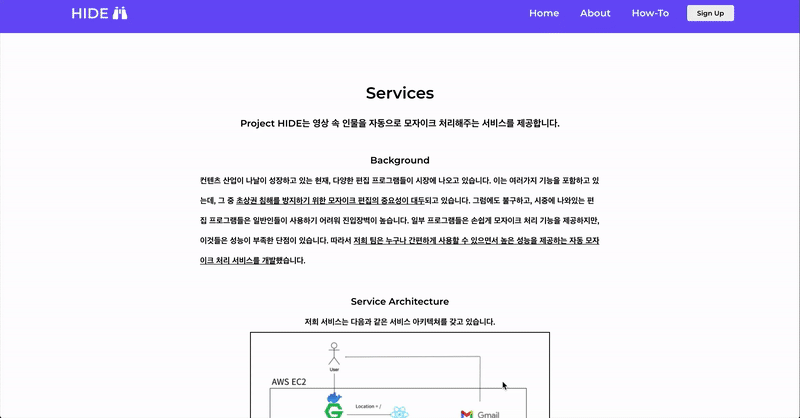 HIDE
Home About How-To Sign Up
Services
Project HIDE는 영상 속 인물을 자동으로 모자이크 처리해주는 서비스를 제공합니다.
Background
컨텐츠 산업이 나날이 성장하고 있는 현재, 다양한 편집 프로그램들이 시장에 나오고 있습니다. 이는 여러가지 기능을 포함하고 있
는데, 그 중 초상권 침해를 방지하기 위한 모자이크 편집의 중요성이 대두되고 있습니다. 그럼에도 불구하고, 시중에 나와있는 편
집 프로그램들은 일반인들이 사용하기 어려워 진입장벽이 높습니다. 일부 프로그램들은 손쉽게 모자이크 처리 기능을 제공하지만,
이것들은 성능이 부족한 단점이 있습니다. 따라서 저희 팀은 누구나 간편하게 사용할 수 있으면서 높은 성능을 제공하는 자동 모자
이크 처리 서비스를 개발했습니다.
Service Architecture
저희 서비스는 다음과 같은 서비스 아키텍쳐를 갖고 있습니다.
User
AWS EC2
Location = /
Gmail